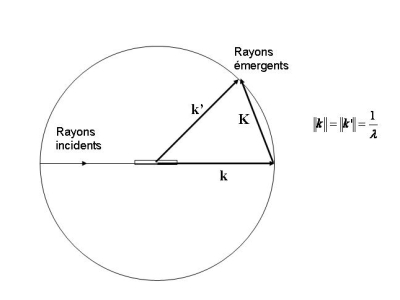 Rayons
émergents
k’
Rayons
incidents
K
‖k‖=‖k'‖=1/λ
k